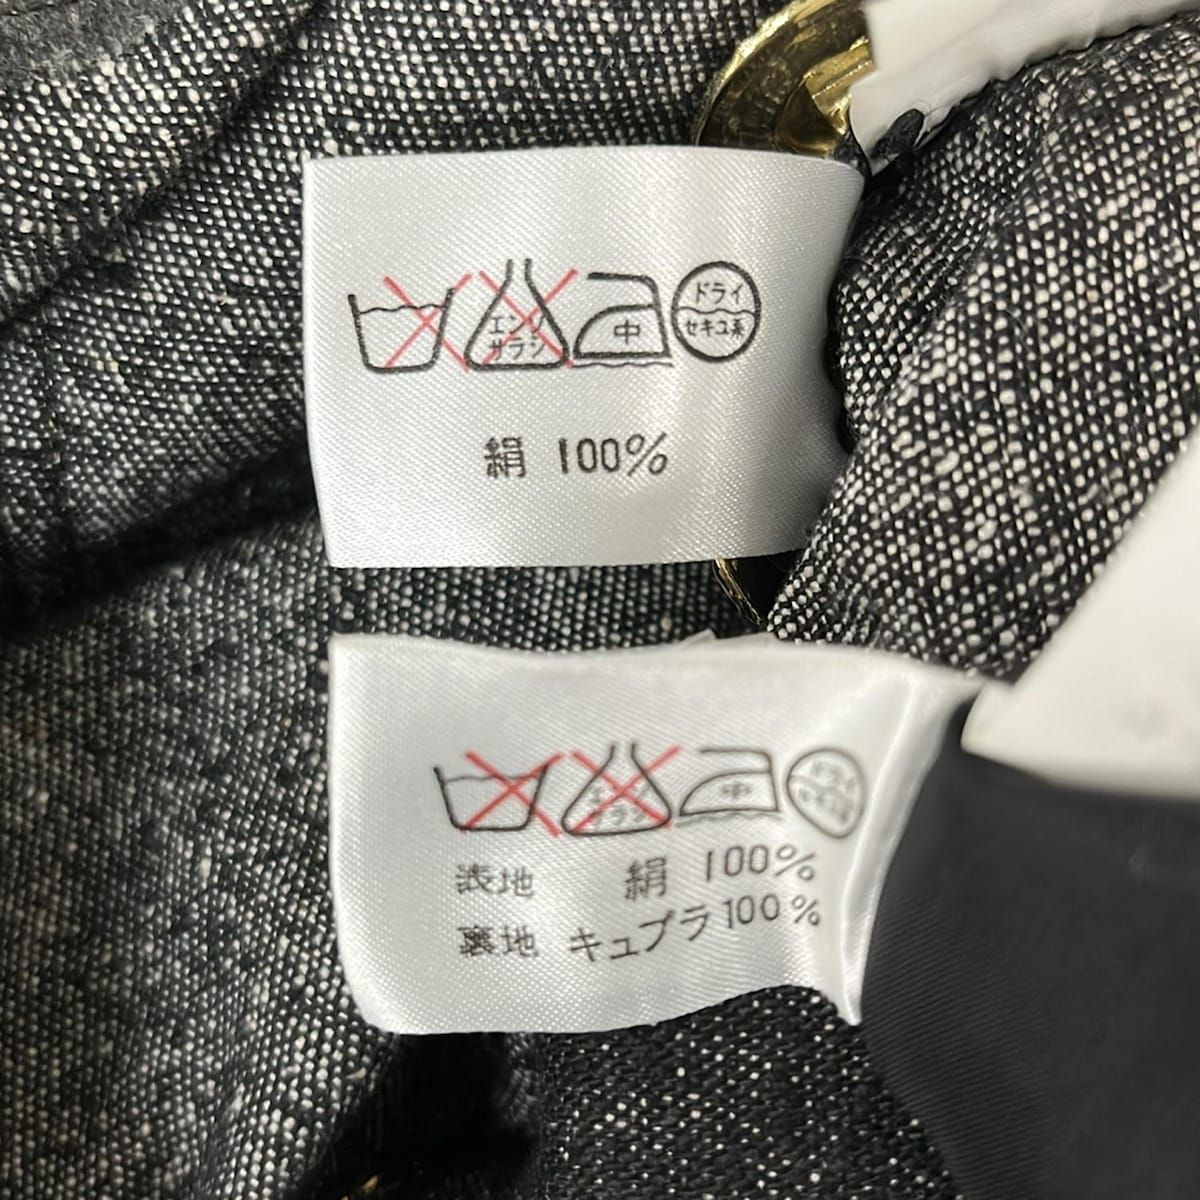 エンソ サラシ 中 ドライ セキユ系
絹 100%
エンソ サラシ 中 ドライ セキユ系
表地 絹 100%
裏地 キュプラ 100%